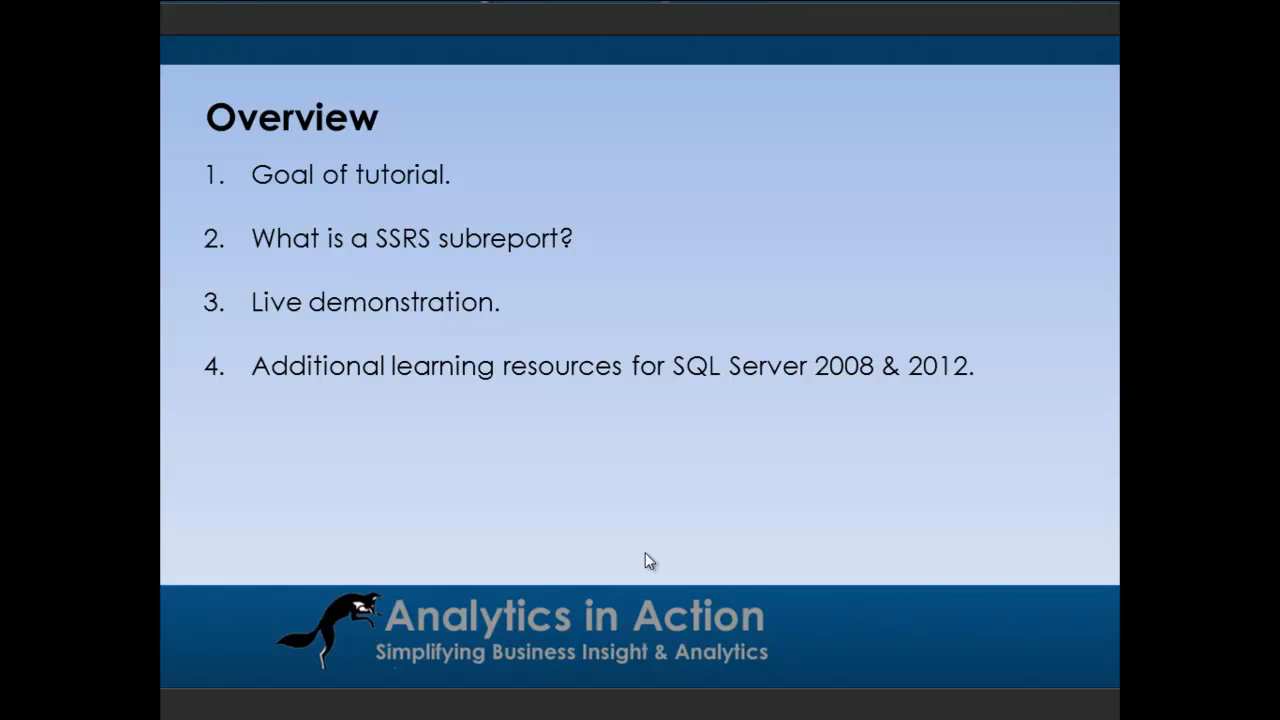 Overview
1. Goal of tutorial.
2. What is a SSRS subreport?
3. Live demonstration.
4. Additional learning resources for SQL Server 2008 & 2012.
Analytics in Action
Simplifying Business Insight & Analytics